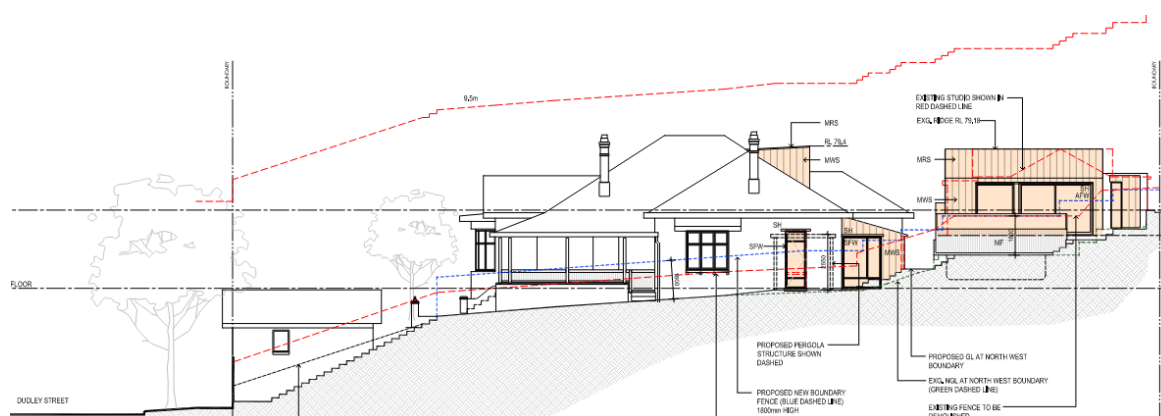 BOUNDARY
9.5m
MRS
RL 79.4
MWS
EXISTING STUDIO SHOWN IN
RED DASHED LINE
EXG. RIDGE RL 79.18
MRS
MWS
BOUNDARY
SH
AFW
MF
SH
SFW
SH
SFW
MWS
FLOOR
PROPOSED PERGOLA
STRUCTURE SHOWN
DASHED
PROPOSED GL AT NORTH WEST
BOUNDARY
EXG. NGL AT NORTH WEST BOUNDARY
(GREEN DASHED LINE)
PROPOSED NEW BOUNDARY
FENCE (BLUE DASHED LINE)
1800mm HIGH
EXISTING FENCE TO BE
DEMOLISHED
DUDLEY STREET